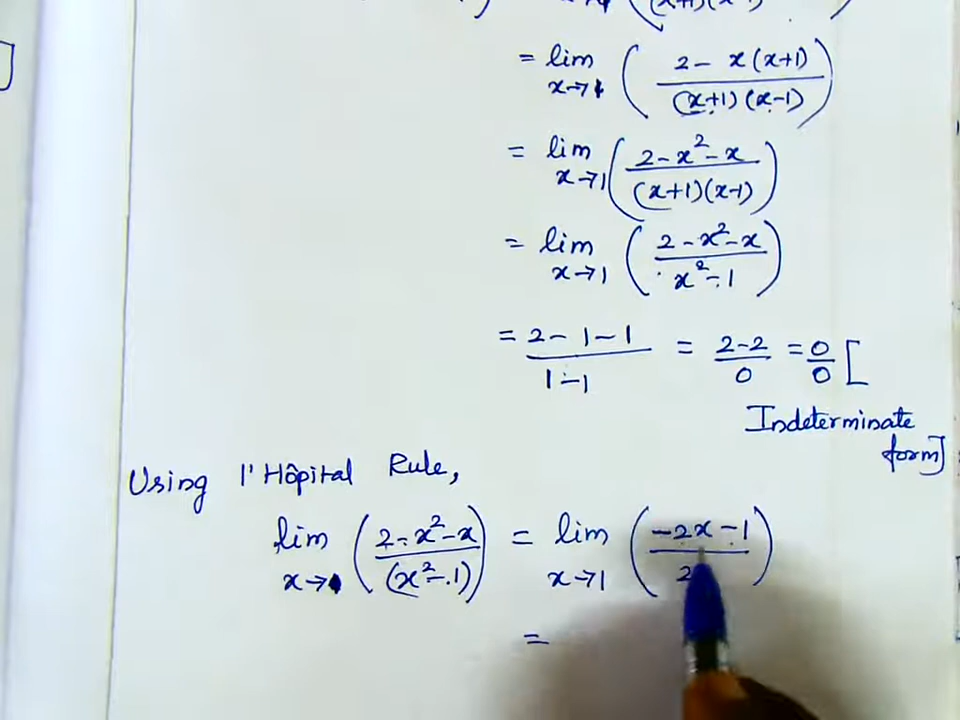 = lim x→1 ( 2 - x(x+1) / (x+1)(x-1) )
= lim x→1 ( 2-x²-x / (x+1)(x-1) )
= lim x→1 ( 2-x²-x / x²-1 )
= 2-1-1 / 1-1 = 2-2 / 0 = 0/0 [
Indeterminate
form]
Using l'Hôpital Rule,
lim x→ ( 2-x²-x / (x²-1) ) = lim x→1 ( -2x-1 / 2
=